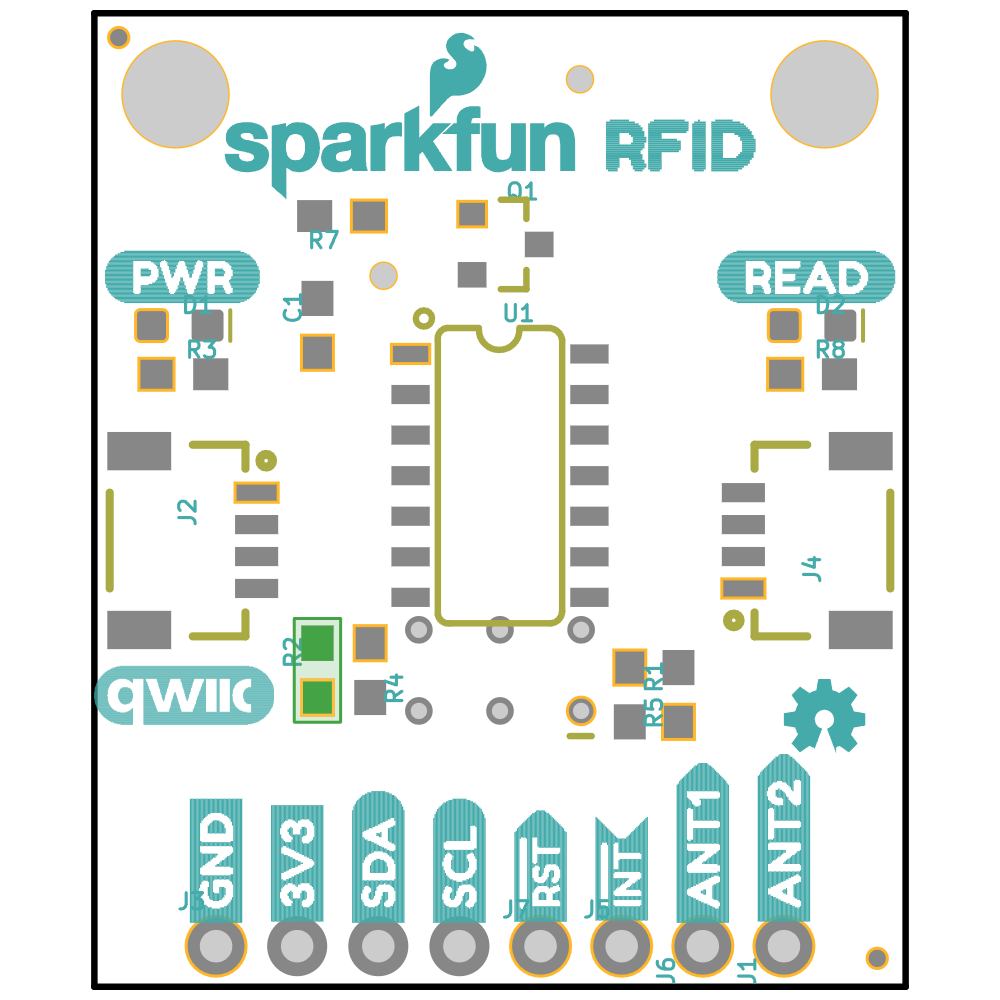 sparkfun RFID
Q1
R7
PWR
READ
D1
C1
U1
D2
R3
R8
J2
J4
R2
R1
R4
R5
qwiic
GND
3V3
SDA
SCL
RST
INT
ANT1
ANT2
J3
J7
J5
J6
J1